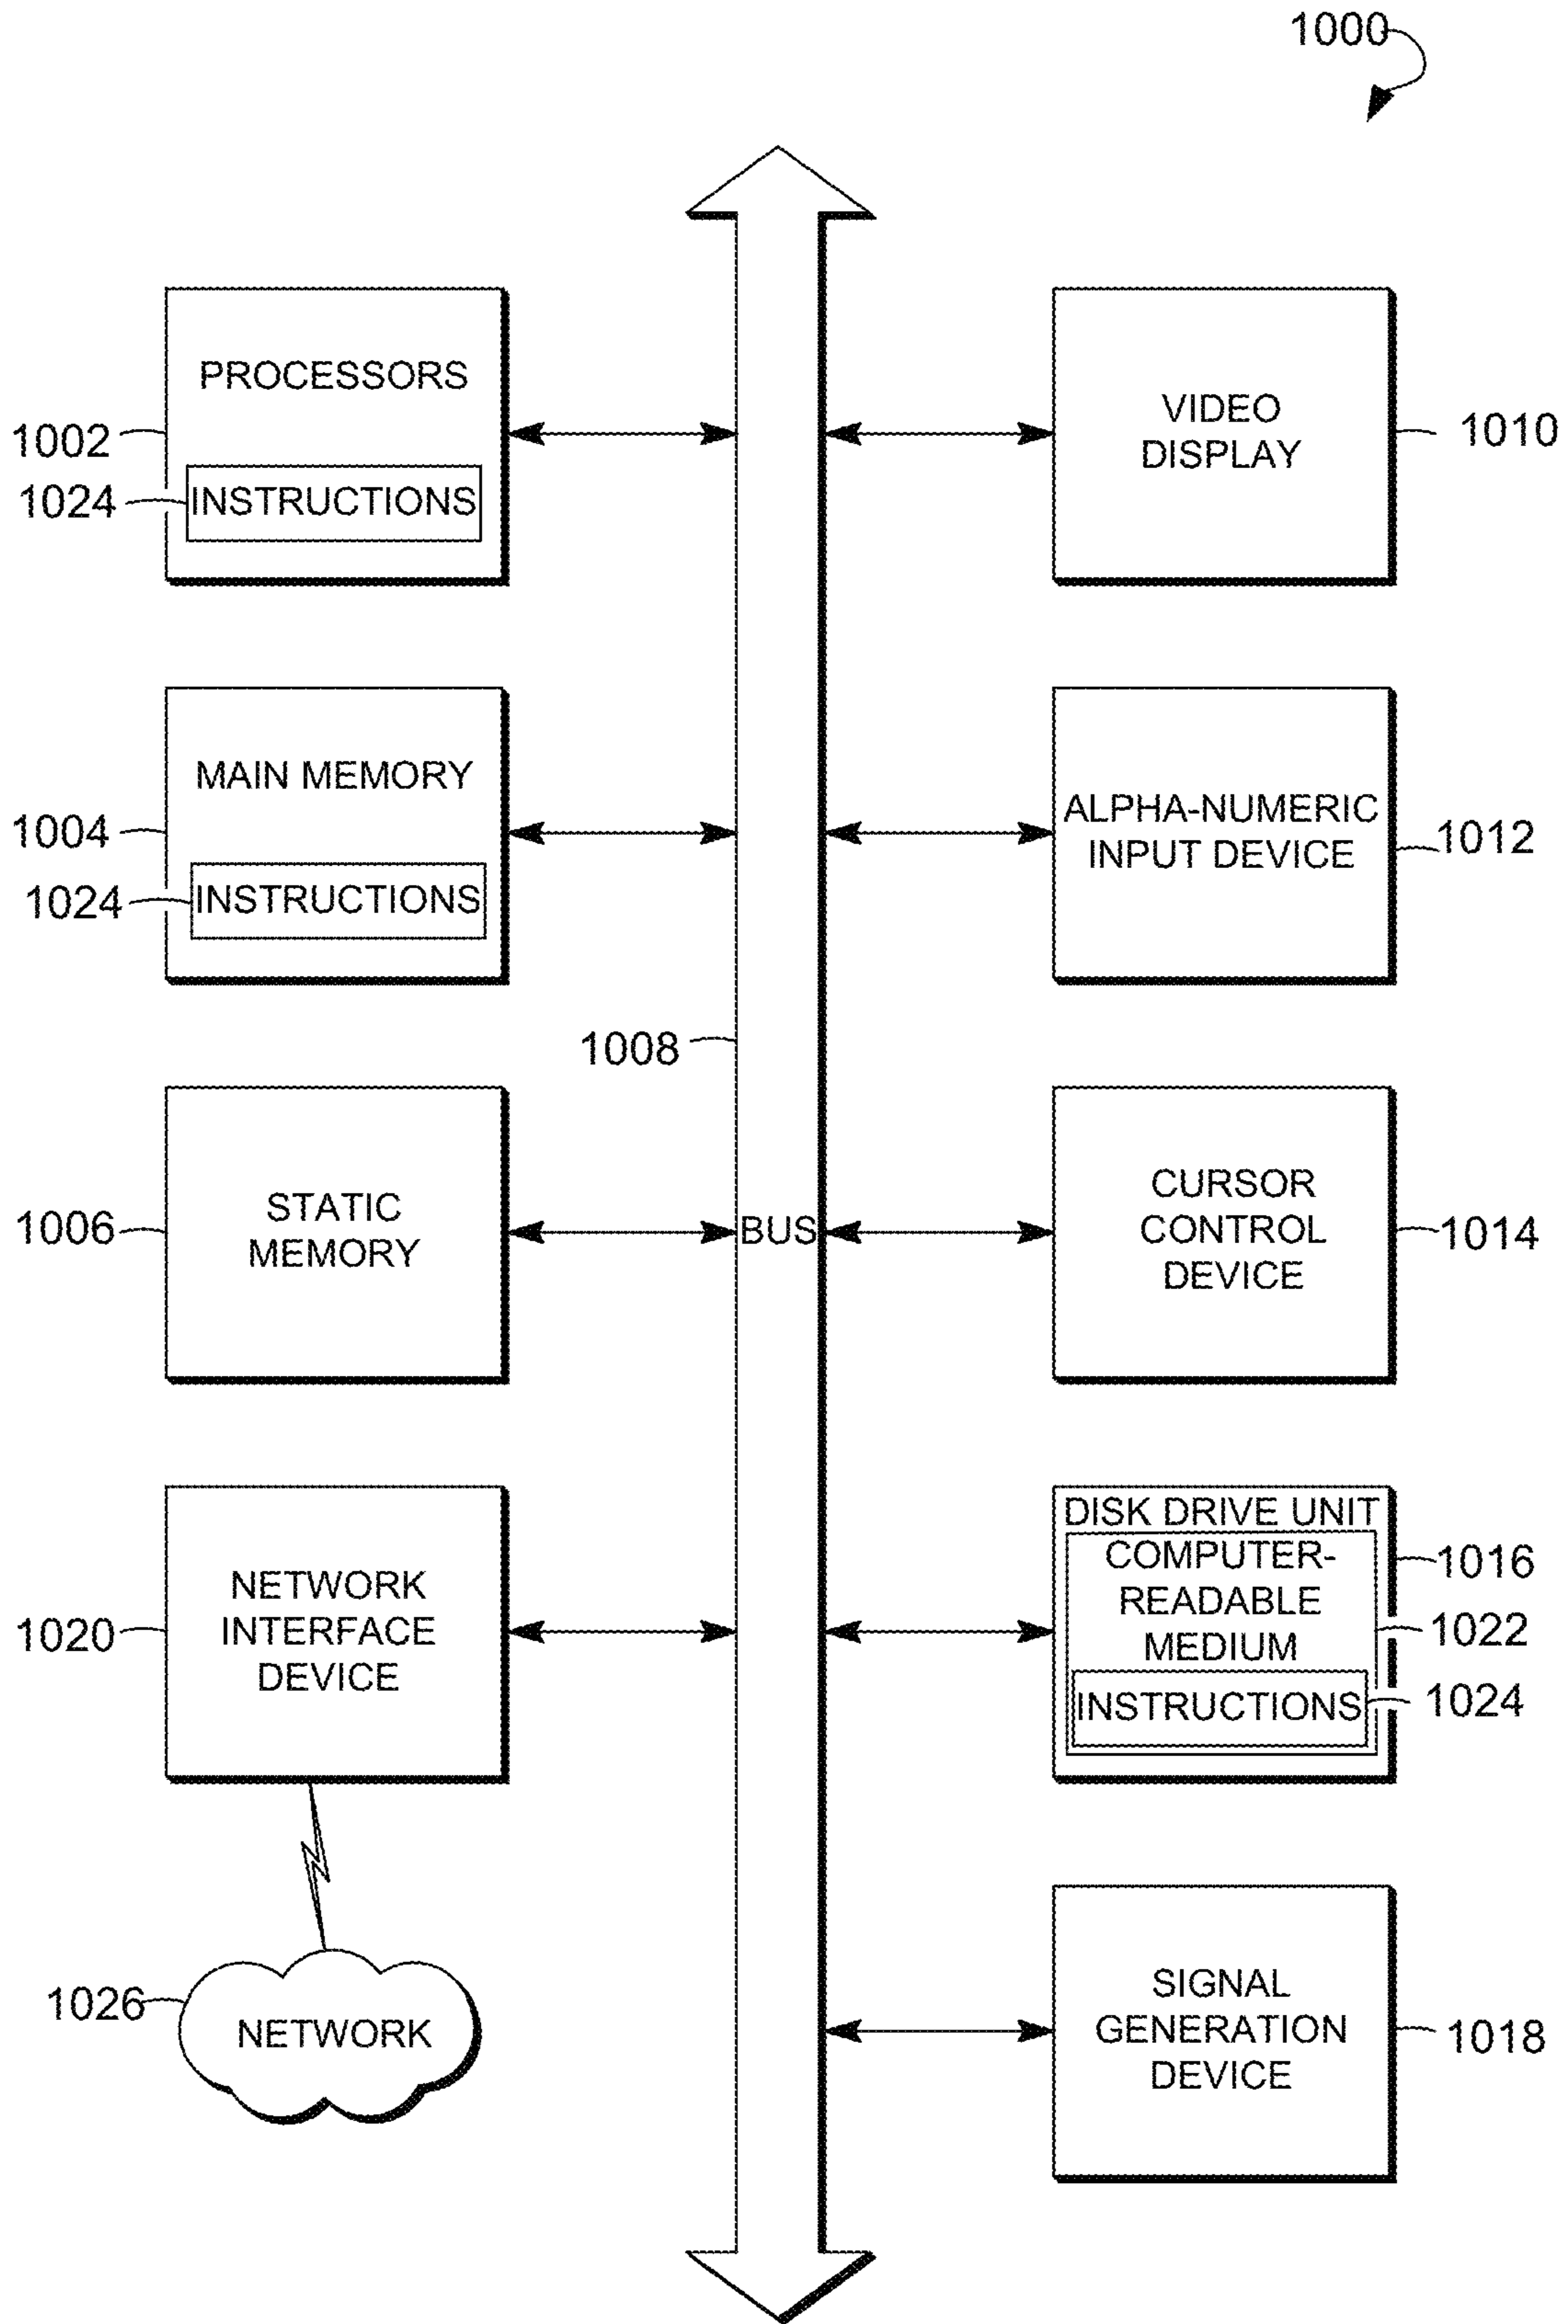 1000
PROCESSORS
1002
1024
INSTRUCTIONS
VIDEO
DISPLAY
1010
MAIN MEMORY
1004
1024
INSTRUCTIONS
ALPHA-NUMERIC
INPUT DEVICE
1012
1008
STATIC
MEMORY
1006
BUS
CURSOR
CONTROL
DEVICE
1014
NETWORK
INTERFACE
DEVICE
1020
DISK DRIVE UNIT
COMPUTER-
READABLE
MEDIUM
INSTRUCTIONS
1016
1022
1024
1026
NETWORK
SIGNAL
GENERATION
DEVICE
1018